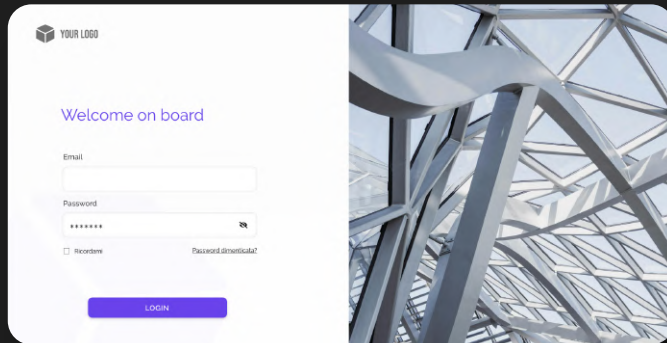 YOUR LOGO
Welcome on board
Email
Password
*******
Ricordami
Password dimenticata?
LOGIN